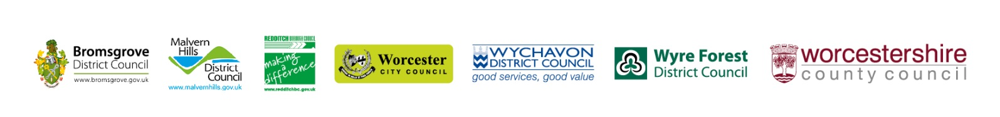 Bromsgrove
District Council
www.bromsgrove.gov.uk
Malvern
Hills
District
Council
www.malvernhills.gov.uk
REDDITCH BOROUGH COUNCIL
making
a
difference
www.redditchbc.gov.uk
Worcester
CITY COUNCIL
WYCHAVON
DISTRICT COUNCIL
good services, good value
Wyre Forest
District Council
worcestershire
county council